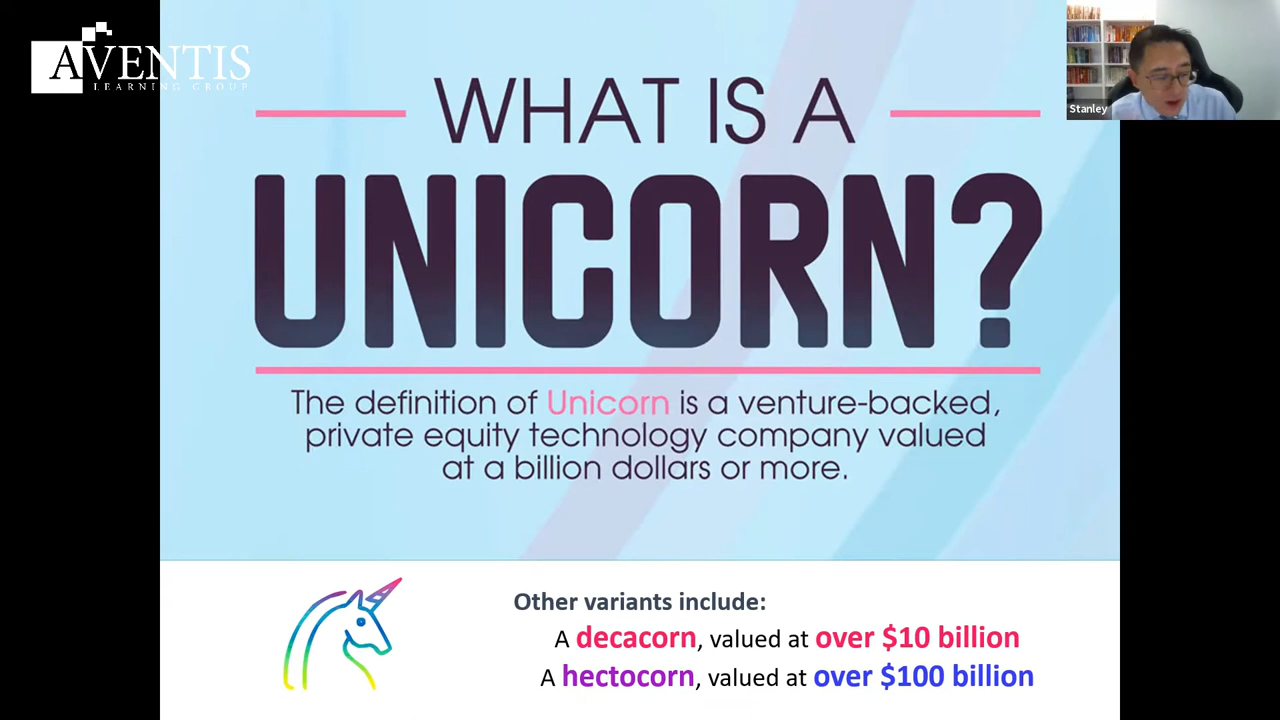 AVENTIS
LEARNING GROUP
Stanley
WHAT IS A
UNICORN?
The definition of Unicorn is a venture-backed,
private equity technology company valued
at a billion dollars or more.
Other variants include:
A decacorn, valued at over $10 billion
A hectocorn, valued at over $100 billion